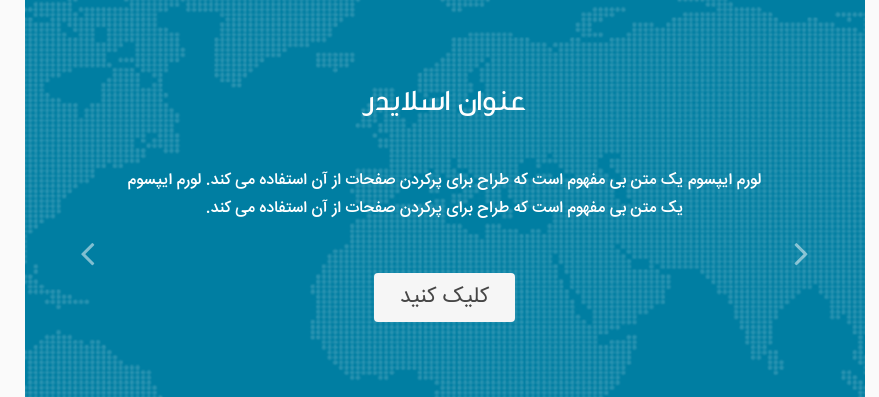 عنوان اسلایدر
لورم ایپسوم یک متن بی مفهوم است که طراح برای پرکردن صفحات از آن استفاده می کند. لورم ایپسوم
یک متن بی مفهوم است که طراح برای پرکردن صفحات از آن استفاده می کند.
کلیک کنید